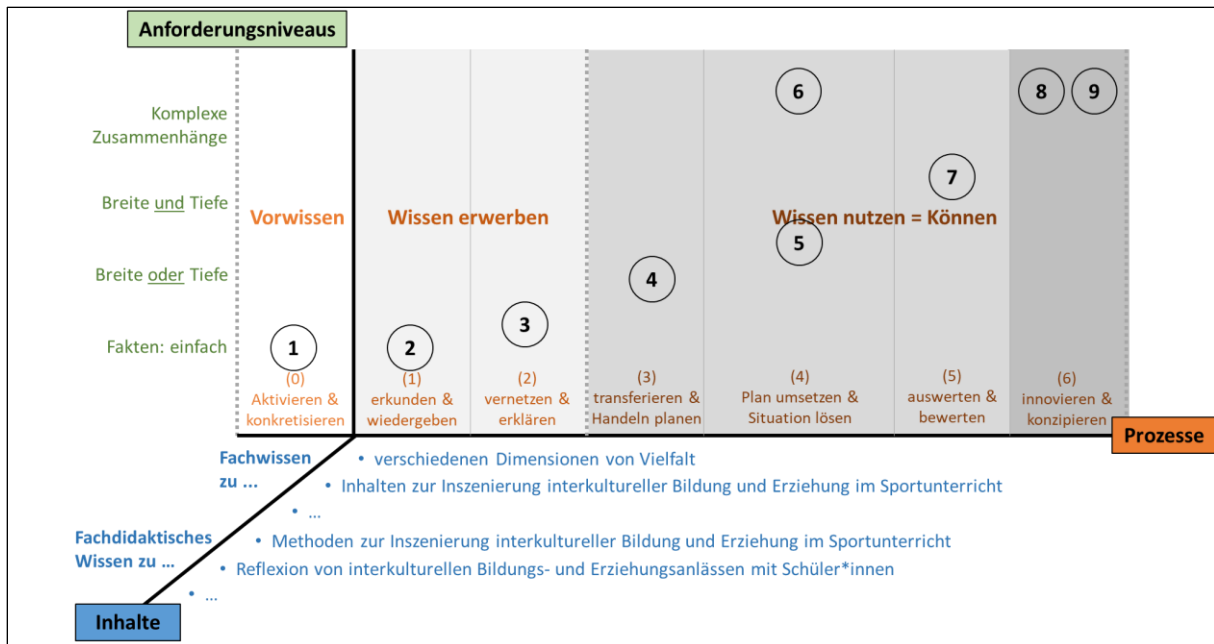 Anforderungsniveaus
Komplexe
Zusammenhänge
Breite und Tiefe
Breite oder Tiefe
Fakten: einfach
Vorwissen
Wissen erwerben
Wissen nutzen = Können
1
2
3
4
5
6
7
8
9
(0)
Aktivieren &
konkretisieren
(1)
erkunden &
wiedergeben
(2)
vernetzen &
erklären
(3)
transferieren &
Handeln planen
(4)
Plan umsetzen &
Situation lösen
(5)
auswerten &
bewerten
(6)
innovieren &
konzipieren
Prozesse
Fachwissen
zu ...
• verschiedenen Dimensionen von Vielfalt
• Inhalten zur Inszenierung interkultureller Bildung und Erziehung im Sportunterricht
• ...
Fachdidaktisches
Wissen zu ...
• Methoden zur Inszenierung interkultureller Bildung und Erziehung im Sportunterricht
• Reflexion von interkulturellen Bildungs- und Erziehungsanlässen mit Schüler*innen
• ...
Inhalte